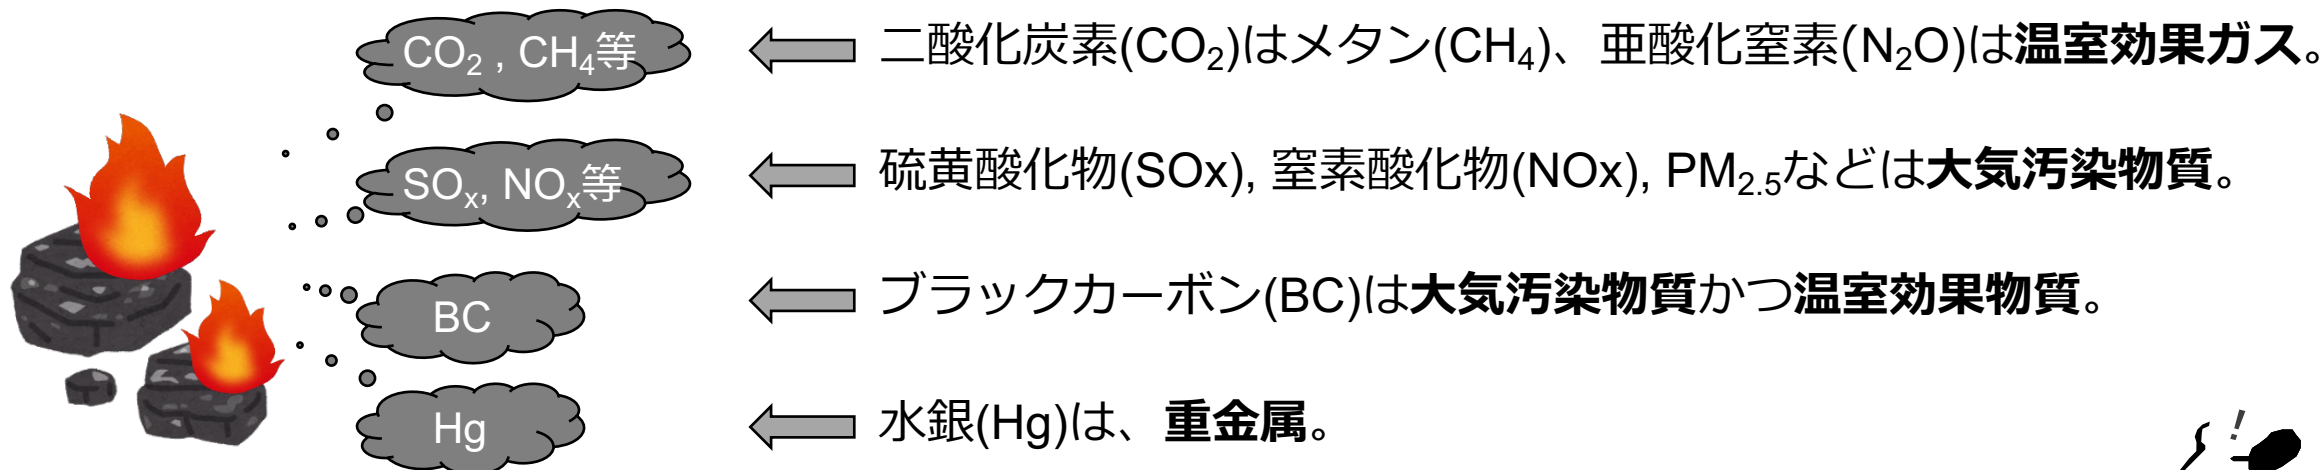 CO₂ , CH₄等
二酸化炭素(CO₂)はメタン(CH₄)、亜酸化窒素(N₂O)は温室効果ガス。
SOₓ, NOₓ等
硫黄酸化物(SOx), 窒素酸化物(NOx), PM₂.₅などは大気汚染物質。
BC
ブラックカーボン(BC)は大気汚染物質かつ温室効果物質。
Hg
水銀(Hg)は、重金属。
!